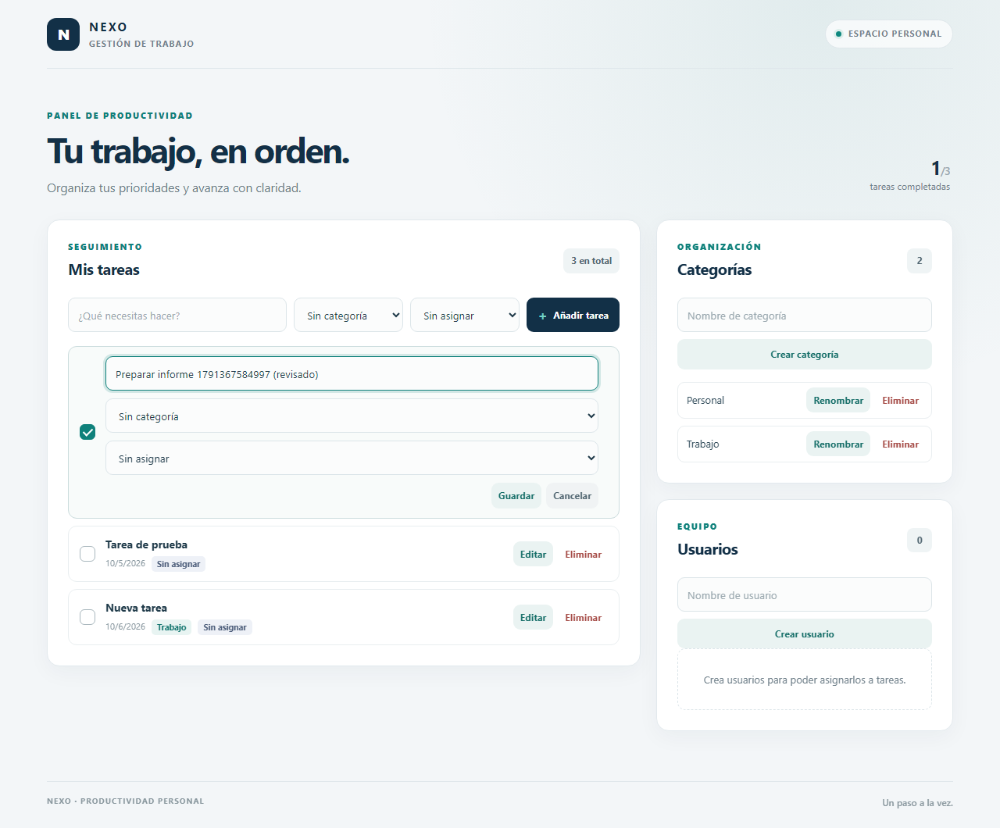 N
NEXO
GESTIÓN DE TRABAJO
ESPACIO PERSONAL
PANEL DE PRODUCTIVIDAD
Tu trabajo, en orden.
Organiza tus prioridades y avanza con claridad.
1/3
tareas completadas
SEGUIMIENTO
Mis tareas
3 en total
¿Qué necesitas hacer?
Sin categoría
Sin asignar
+ Añadir tarea
Preparar informe 1791367584997 (revisado)
Sin categoría
Sin asignar
Guardar
Cancelar
Tarea de prueba
10/5/2026 Sin asignar
Editar
Eliminar
Nueva tarea
10/6/2026 Trabajo Sin asignar
Editar
Eliminar
ORGANIZACIÓN
Categorías
2
Nombre de categoría
Crear categoría
Personal
Renombrar
Eliminar
Trabajo
Renombrar
Eliminar
EQUIPO
Usuarios
0
Nombre de usuario
Crear usuario
Crea usuarios para poder asignarlos a tareas.
NEXO · PRODUCTIVIDAD PERSONAL
Un paso a la vez.